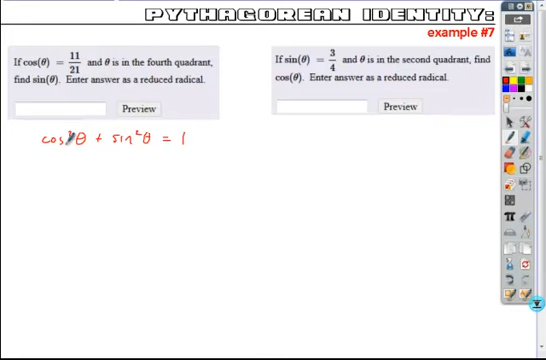 PYTHAGOREAN IDENTITY:
example #7
If cos(θ) = 11/21 and θ is in the fourth quadrant,
find sin(θ). Enter answer as a reduced radical.
Preview
If sin(θ) = 3/4 and θ is in the second quadrant, find
cos(θ). Enter answer as a reduced radical.
Preview
cos²θ + sin²θ = 1